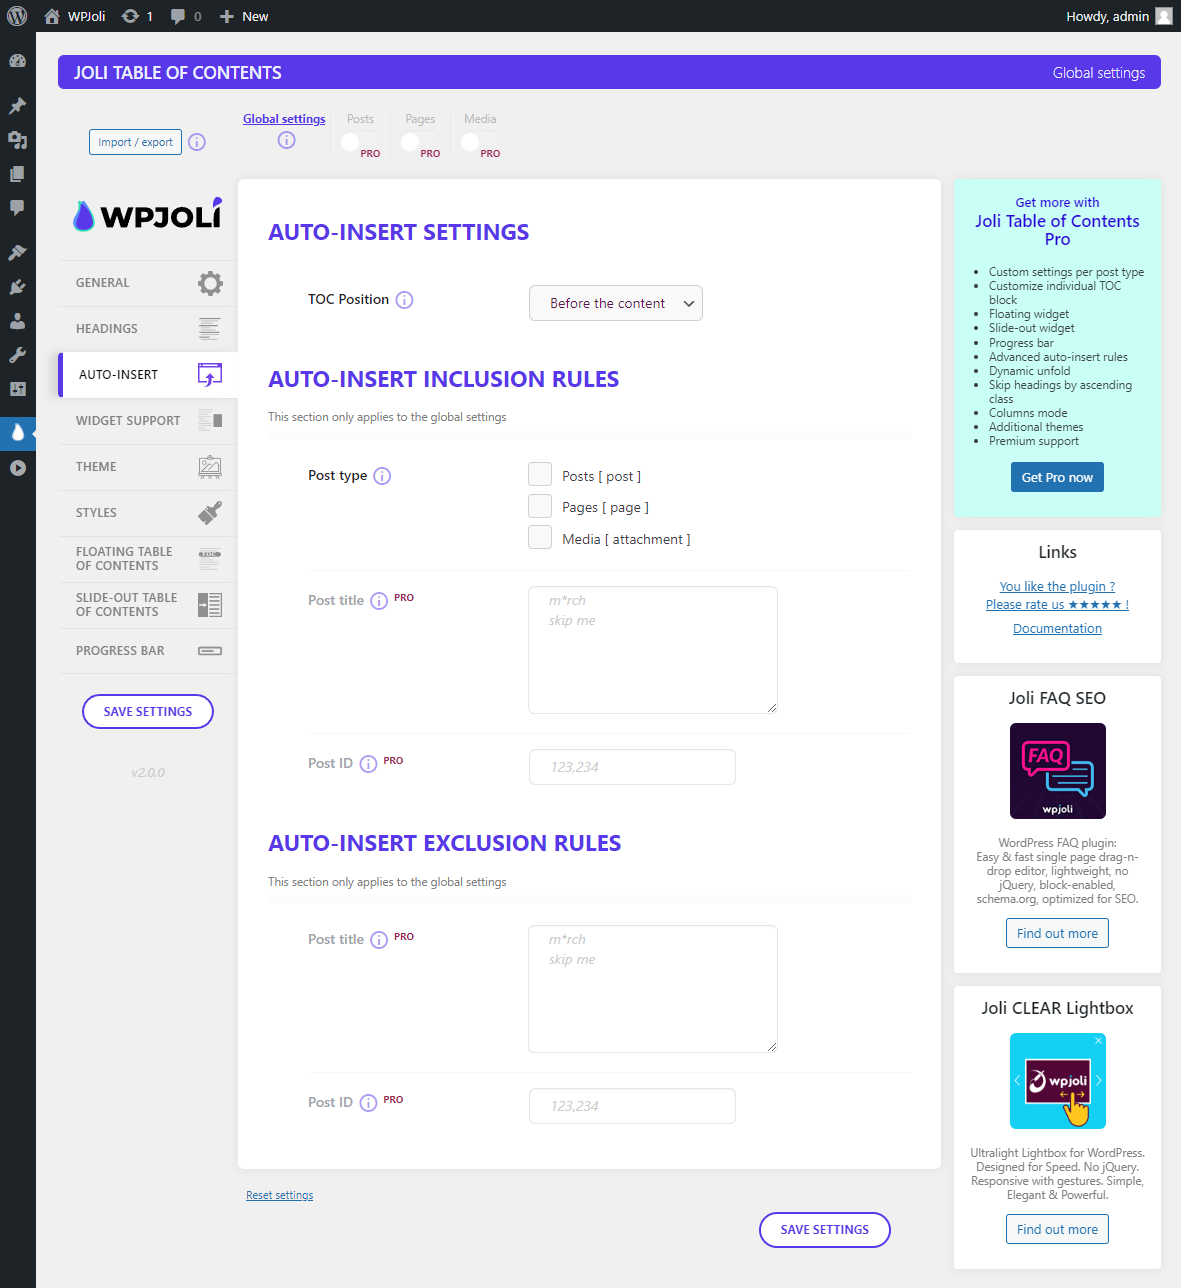 WPJoli 1 0 New Howdy, admin
JOLI TABLE OF CONTENTS Global settings
Global settings Posts Pages Media
Import / export PRO PRO PRO
WPJOLI
GENERAL
HEADINGS
AUTO-INSERT
WIDGET SUPPORT
THEME
STYLES
FLOATING TABLE
OF CONTENTS
TOC
SLIDE-OUT TABLE
OF CONTENTS
PROGRESS BAR
SAVE SETTINGS
v2.0.0
AUTO-INSERT SETTINGS
TOC Position Before the content
AUTO-INSERT INCLUSION RULES
This section only applies to the global settings
Post type Posts [ post ]
Pages [ page ]
Media [ attachment ]
Post title PRO m*rch
skip me
Post ID PRO 123,234
AUTO-INSERT EXCLUSION RULES
This section only applies to the global settings
Post title PRO m*rch
skip me
Post ID PRO 123,234
Reset settings
SAVE SETTINGS
Get more with
Joli Table of Contents
Pro
• Custom settings per post type
• Customize individual TOC
block
• Floating widget
• Slide-out widget
• Progress bar
• Advanced auto-insert rules
• Dynamic unfold
• Skip headings by ascending
class
• Columns mode
• Additional themes
• Premium support
Get Pro now
Links
You like the plugin ?
Please rate us ★★★★★ !
Documentation
Joli FAQ SEO
FAQ
wpjoli
WordPress FAQ plugin:
Easy & fast single page drag-n-
drop editor, lightweight, no
jQuery, block-enabled,
schema.org, optimized for SEO.
Find out more
Joli CLEAR Lightbox
wpjoli
Ultralight Lightbox for WordPress.
Designed for Speed. No jQuery.
Responsive with gestures. Simple,
Elegant & Powerful.
Find out more